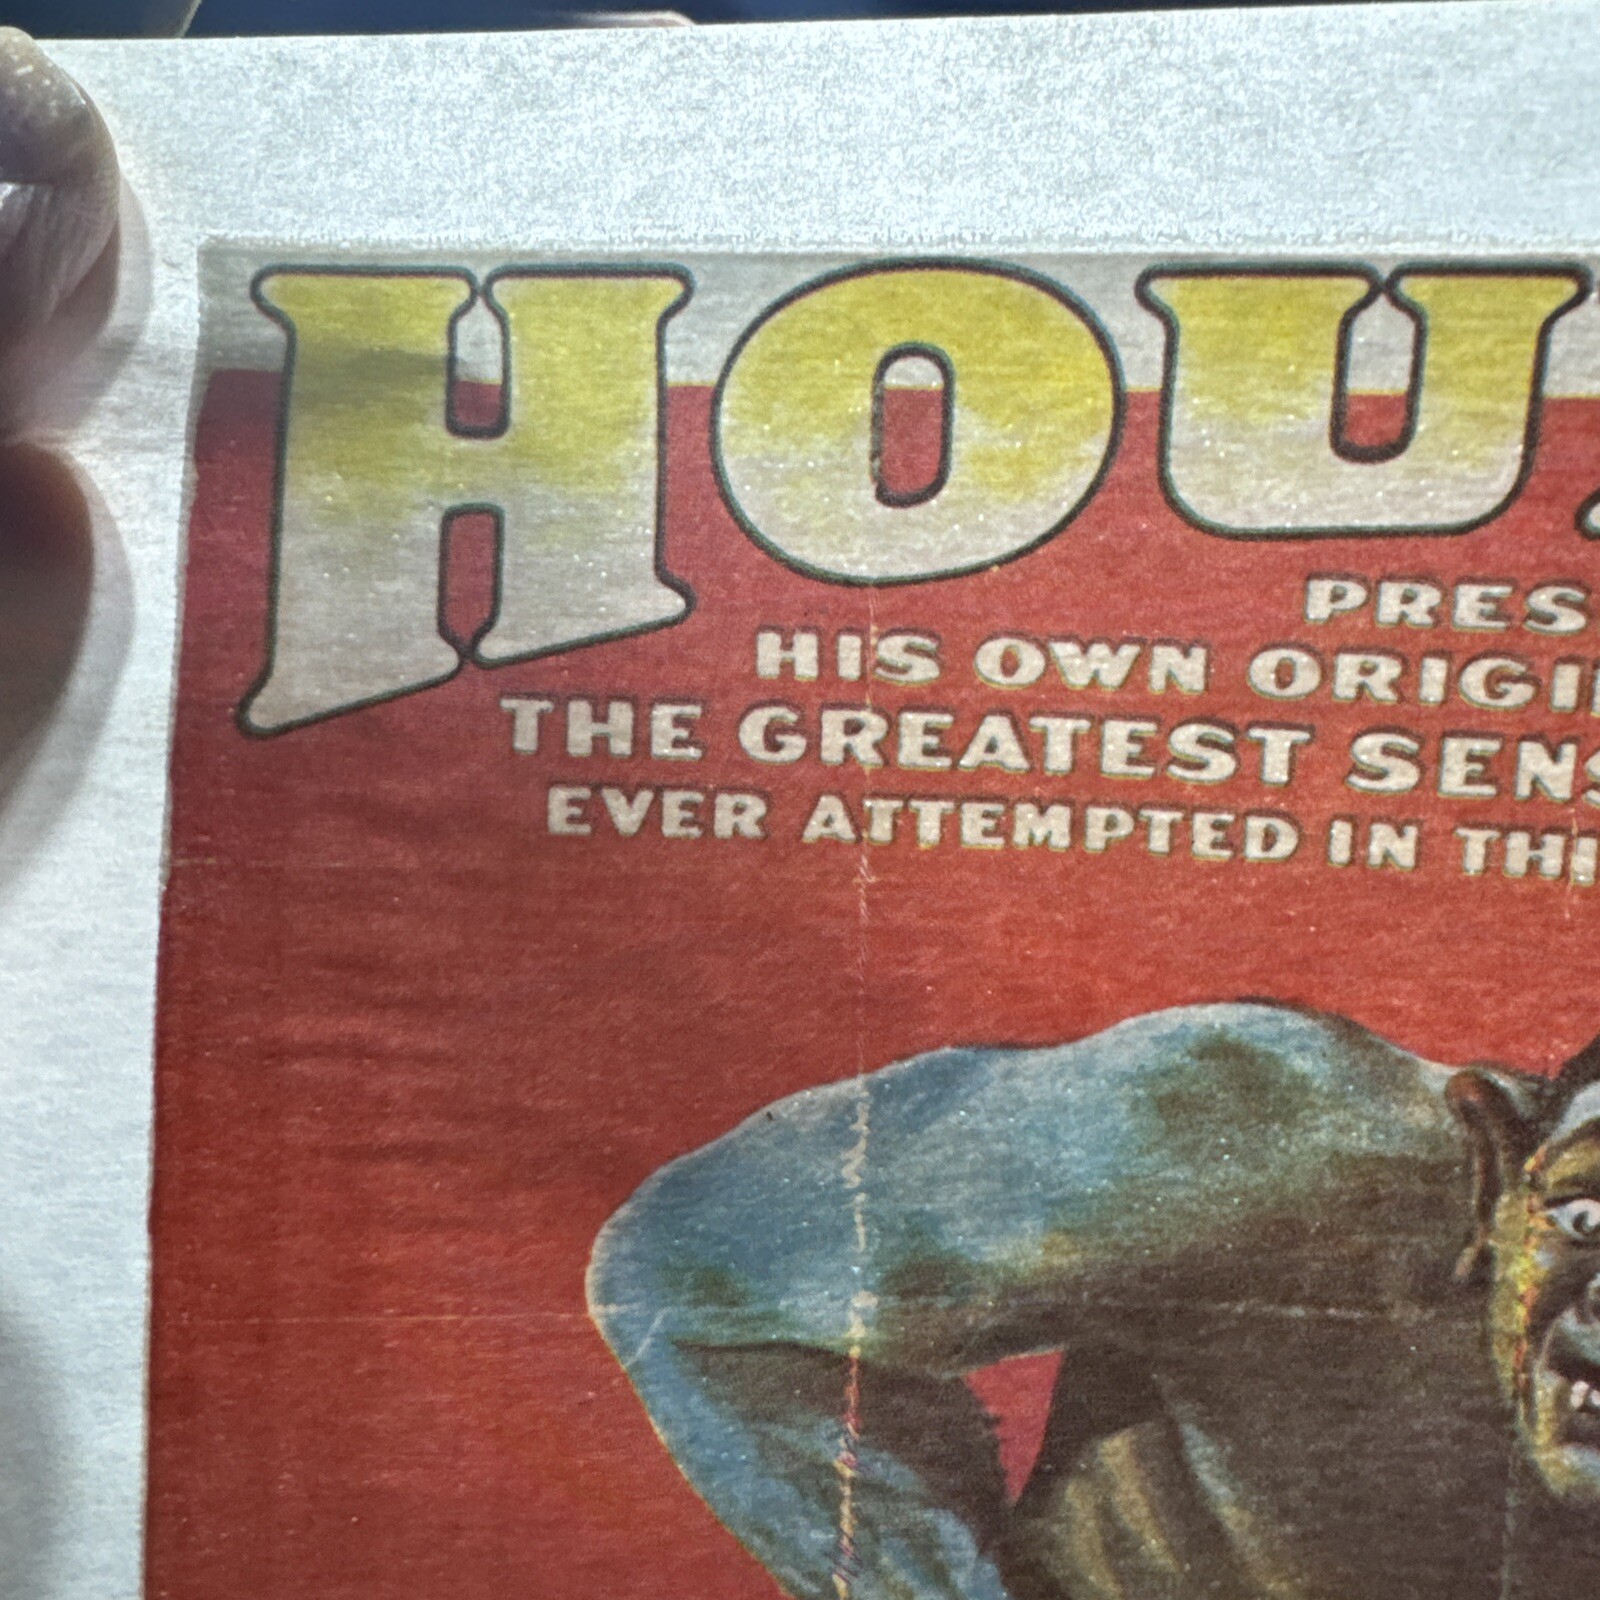 HOU
PRES
HIS OWN ORIGI
THE GREATEST SENS
EVER ATTEMPTED IN THI